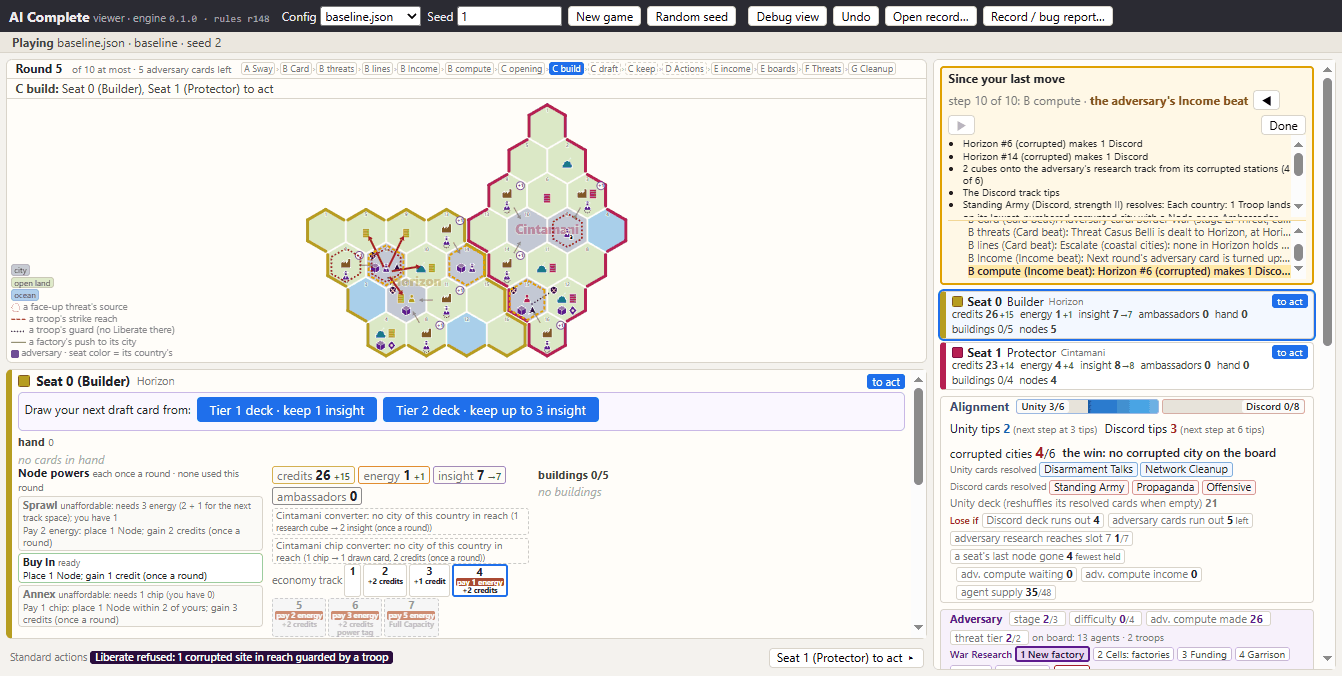 AI Complete viewer · engine 0.1.0 · rules r148 Config baseline.json Seed 1 New game Random seed Debug view Undo Open record... Record / bug report...
Playing baseline.json · baseline · seed 2
Round 5 of 10 at most · 5 adversary cards left A Sway B Card B threats B lines B Income B compute C opening C build C draft C keep D Actions E income E boards F Threats G Cleanup
C build: Seat 0 (Builder), Seat 1 (Protector) to act
Cintamani
Horizon
city
open land
ocean
a face-up threat's source
a troop's strike reach
a troop's guard (no Liberate there)
a factory's push to its city
adversary · seat color = its country's
Seat 0 (Builder) Horizon to act
Draw your next draft card from: Tier 1 deck · keep 1 insight Tier 2 deck · keep up to 3 insight
hand 0
no cards in hand
Node powers each once a round · none used this
round
Sprawl unaffordable: needs 3 energy (2 + 1 for the next
track space); you have 1
Pay 2 energy: place 1 Node; gain 2 credits (once a
round)
Buy In ready
Place 1 Node; gain 1 credit (once a round)
Annex unaffordable: needs 1 chip (you have 0)
Pay 1 chip: place 1 Node within 2 of yours; gain 3
credits (once a round)
credits 26 +15 energy 1 +1 insight 7 →7
ambassadors 0
Cintamani converter: no city of this country in reach (1
research cube → 2 insight (once a round))
Cintamani chip converter: no city of this country in
reach (1 chip → 1 drawn card, 2 credits (once a round))
economy track 1 2 +2 credits 3 +1 credit 4 pay 1 energy +2 credits
5 pay 2 energy +2 credits 6 pay 3 energy +2 credits power tag 7 pay 3 energy Full Capacity
buildings 0/5
no buildings
Standard actions Liberate refused: 1 corrupted site in reach guarded by a troop Seat 1 (Protector) to act ▸
Since your last move
step 10 of 10: B compute · the adversary's Income beat ◀
▶ Done
Horizon #6 (corrupted) makes 1 Discord
Horizon #14 (corrupted) makes 1 Discord
2 cubes onto the adversary's research track from its corrupted stations (4
of 6)
The Discord track tips
Standing Army (Discord, strength II) resolves: Each country: 1 Troop lands
B threats (Card beat): Threat Casus Belli is dealt to Horizon, at Hori...
B lines (Card beat): Escalate (coastal cities): none in Horizon holds ...
B Income (Income beat): Next round's adversary card is turned up:...
B compute (Income beat): Horizon #6 (corrupted) makes 1 Disco...
Seat 0 Builder Horizon to act
credits 26 +15 energy 1 +1 insight 7 →7 ambassadors 0 hand 0
buildings 0/5 nodes 5
Seat 1 Protector Cintamani to act
credits 23 +14 energy 4 +4 insight 8 →8 ambassadors 0 hand 0
buildings 0/4 nodes 4
Alignment Unity 3/6 Discord 0/8
Unity tips 2 (next step at 3 tips) Discord tips 3 (next step at 6 tips)
corrupted cities 4/6 the win: no corrupted city on the board
Unity cards resolved Disarmament Talks Network Cleanup
Discord cards resolved Standing Army Propaganda Offensive
Unity deck (reshuffles its resolved cards when empty) 21
Lose if Discord deck runs out 4 adversary cards run out 5 left
adversary research reaches slot 7 1/7
a seat's last node gone 4 fewest held
adv. compute waiting 0 adv. compute income 0
agent supply 35/48
Adversary stage 2/3 difficulty 0/4 adv. compute made 26
threat tier 2/2 on board: 13 agents · 2 troops
War Research 1 New factory 2 Cells: factories 3 Funding 4 Garrison